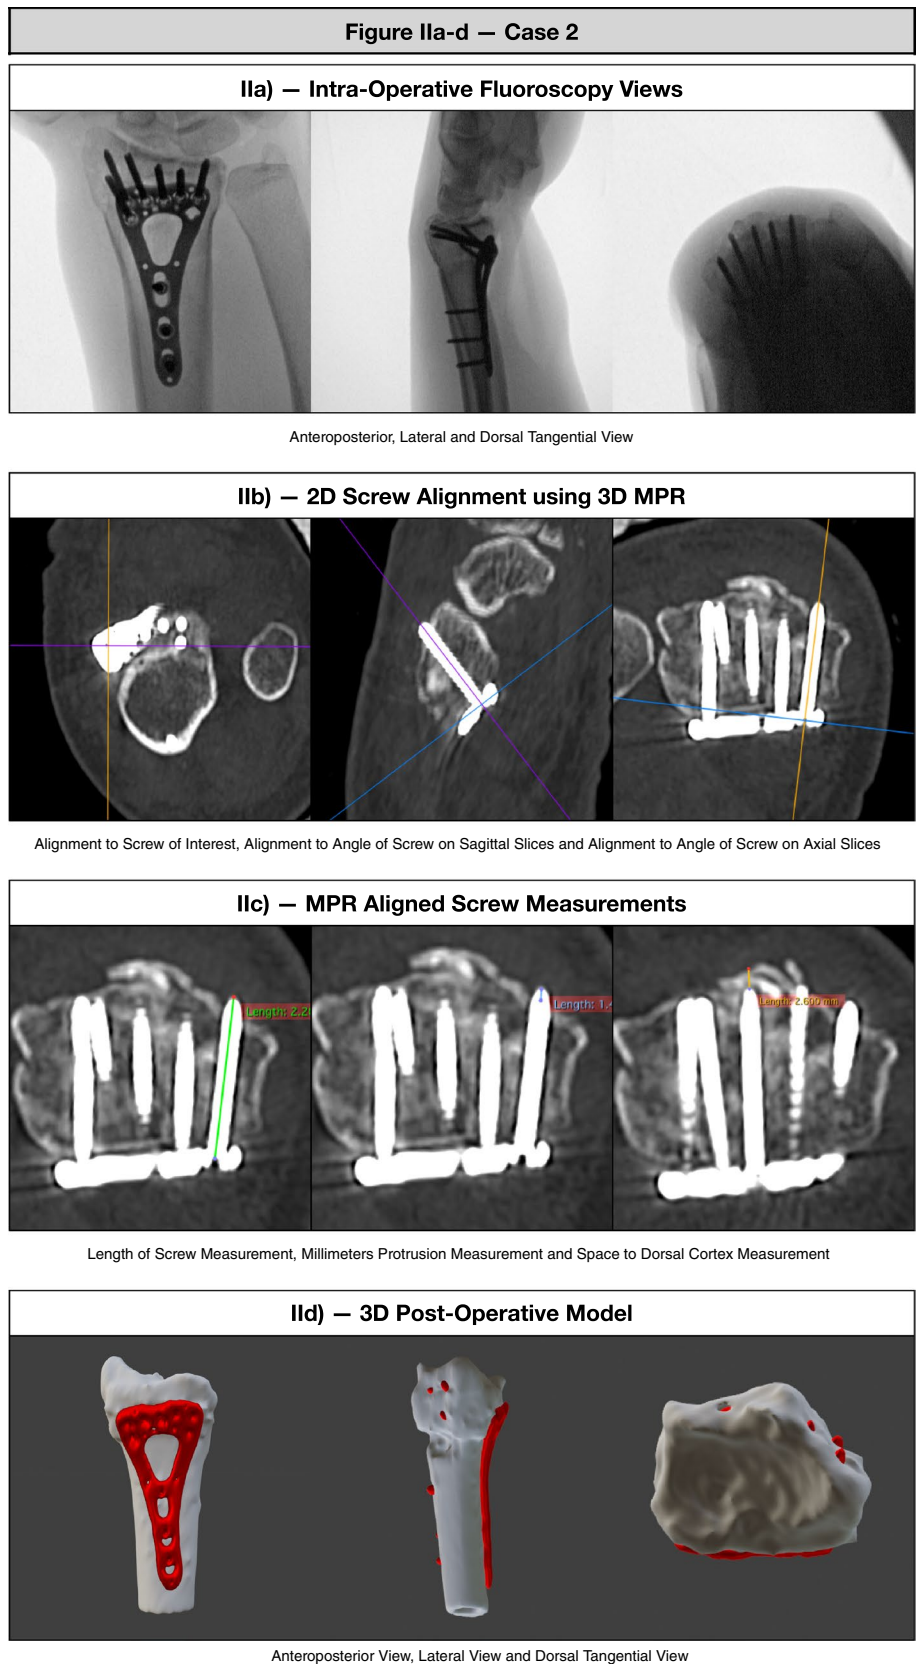 Figure IIa-d — Case 2
IIa) — Intra-Operative Fluoroscopy Views
Anteroposterior, Lateral and Dorsal Tangential View
IIb) — 2D Screw Alignment using 3D MPR
Alignment to Screw of Interest, Alignment to Angle of Screw on Sagittal Slices and Alignment to Angle of Screw on Axial Slices
IIc) — MPR Aligned Screw Measurements
Length: 2.2
Length: 1.
Length: 2.600 mm
Length of Screw Measurement, Millimeters Protrusion Measurement and Space to Dorsal Cortex Measurement
IId) — 3D Post-Operative Model
Anteroposterior View, Lateral View and Dorsal Tangential View